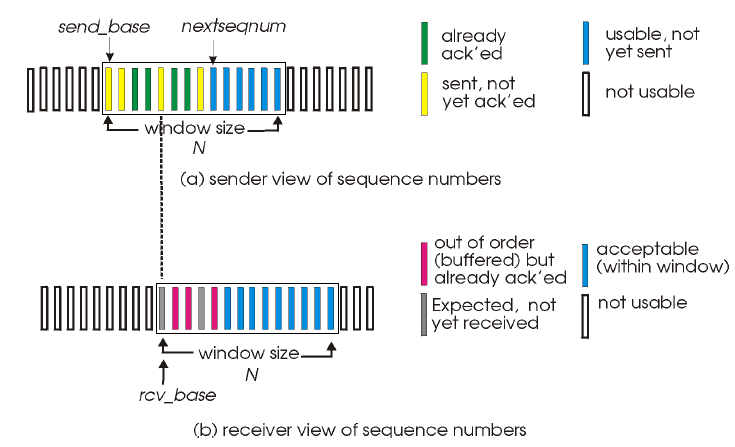 send_base
nextseqnum
already
ack'ed
usable, not
yet sent
sent, not
yet ack'ed
not usable
window size
N
(a) sender view of sequence numbers
out of order
(buffered) but
already ack'ed
acceptable
(within window)
Expected, not
yet received
not usable
window size
N
rcv_base
(b) receiver view of sequence numbers